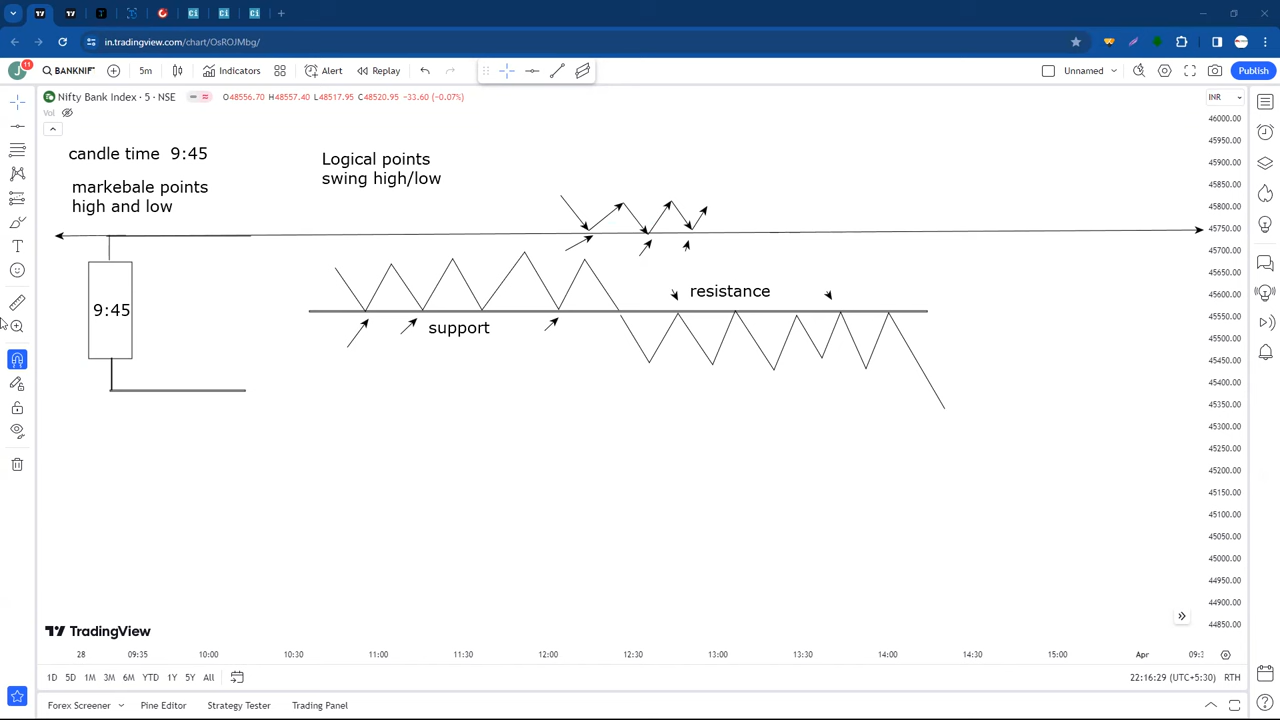 in.tradingview.com/chart/OsROJMbg/
11
J
BANKNIF
5m
Indicators
Alert
Replay
Unnamed
Publish
Nifty Bank Index · 5 · NSE
O48556.70 H48557.40 L48517.95 C48520.95 -33.60 (-0.07%)
INR
Vol
candle time 9:45
markebale points
high and low
Logical points
swing high/low
9:45
support
resistance
46000.00
45950.00
45900.00
45850.00
45800.00
45750.00
45700.00
45650.00
45600.00
45550.00
45500.00
45450.00
45400.00
45350.00
45300.00
45250.00
45200.00
45150.00
45100.00
45050.00
45000.00
44950.00
44900.00
44850.00
TradingView
28 09:35 10:00 10:30 11:00 11:30 12:00 12:30 13:00 13:30 14:00 14:30 15:00 Apr 09:3
1D 5D 1M 3M 6M YTD 1Y 5Y All
22:16:29 (UTC+5:30) RTH
Forex Screener Pine Editor Strategy Tester Trading Panel